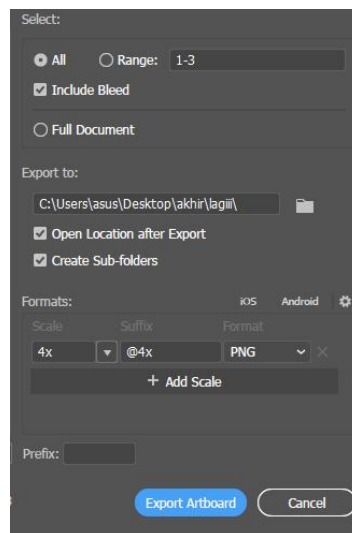 Select:
All Range: 1-3
Include Bleed
Full Document
Export to:
C:\Users\asus\Desktop\akhir\lagiii\
Open Location after Export
Create Sub-folders
Formats: iOS Android
Scale Suffix Format
4x @4x PNG
+ Add Scale
Prefix:
Export Artboard Cancel